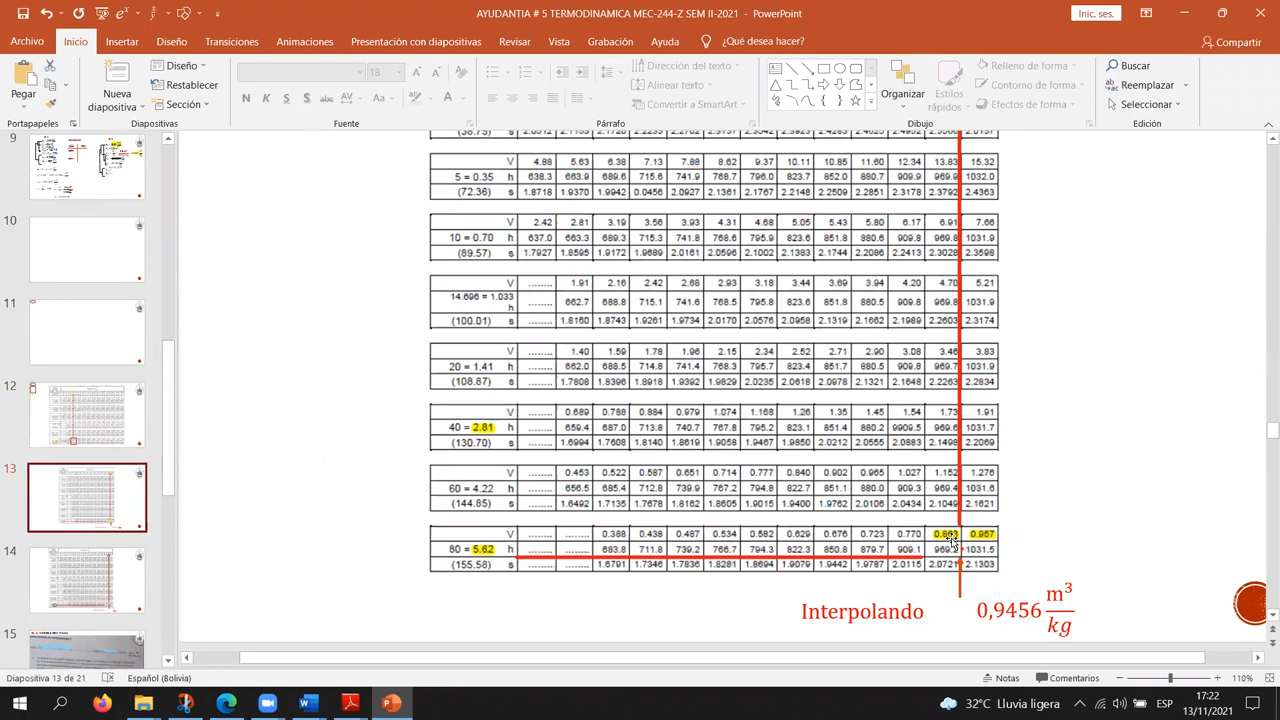 AYUDANTIA # 5 TERMODINAMICA MEC-244-Z SEM II-2021 - PowerPoint
Inic. ses.
Archivo Inicio Insertar Diseño Transiciones Animaciones Presentación con diapositivas Revisar Vista Grabación Ayuda ¿Qué desea hacer? Compartir
Pegar
Nueva diapositiva
Diseño
Restablecer
Sección
18
N K S S abc AV Aa A
Dirección del texto
Alinear texto
Convertir a SmartArt
Organizar
Estilos rápidos
Relleno de forma
Contorno de forma
Efectos de forma
Buscar
Reemplazar
Seleccionar
Portapapeles Diapositivas Fuente Párrafo Dibujo Edición
9
10
11
12
13
14
15
V 4.88 5.63 6.38 7.13 7.88 8.62 9.37 10.11 10.85 11.60 12.34 13.83 15.32
5 = 0.35 h 638.3 663.9 689.6 715.6 741.9 768.7 796.0 823.7 852.0 880.7 909.9 969.9 1032.0
(72.36) s 1.8718 1.9370 1.9942 0.0456 2.0927 2.1361 2.1767 2.2148 2.2509 2.2851 2.3178 2.3792 2.4363
V 2.42 2.81 3.19 3.56 3.93 4.31 4.68 5.05 5.43 5.80 6.17 6.91 7.66
10 = 0.70 h 637.0 663.3 689.3 715.3 741.8 768.6 795.9 823.6 851.8 880.6 909.8 969.8 1031.9
(89.57) s 1.7927 1.8595 1.9172 1.9689 2.0161 2.0596 2.1002 2.1383 2.1744 2.2086 2.2413 2.3028 2.3598
V ........ 1.91 2.16 2.42 2.68 2.93 3.18 3.44 3.69 3.94 4.20 4.70 5.21
14.696 = 1.033 h ........ 662.7 688.8 715.1 741.6 768.5 795.8 823.6 851.8 880.5 909.8 969.8 1031.9
(100.01) s ........ 1.8160 1.8743 1.9261 1.9734 2.0170 2.0576 2.0958 2.1319 2.1662 2.1989 2.2603 2.3174
V ........ 1.40 1.59 1.78 1.96 2.15 2.34 2.52 2.71 2.90 3.08 3.46 3.83
20 = 1.41 h ........ 662.0 688.5 714.8 741.4 768.3 795.7 823.4 851.7 880.5 909.8 969.7 1031.9
(108.87) s ........ 1.7808 1.8396 1.8918 1.9392 1.9829 2.0235 2.0618 2.0978 2.1321 2.1648 2.2263 2.2834
V ........ 0.689 0.788 0.884 0.979 1.074 1.168 1.26 1.35 1.45 1.54 1.73 1.91
40 = 2.81 h ........ 659.4 687.0 713.8 740.7 767.8 795.2 823.1 851.4 880.2 9909.5 969.6 1031.7
(130.70) s ........ 1.6994 1.7608 1.8140 1.8619 1.9058 1.9467 1.9850 2.0212 2.0555 2.0883 2.1498 2.2069
V ........ 0.453 0.522 0.587 0.651 0.714 0.777 0.840 0.902 0.965 1.027 1.152 1.276
60 = 4.22 h ........ 656.5 685.4 712.8 739.9 767.2 794.8 822.7 851.1 880.0 909.3 969.4 1031.6
(144.85) s ........ 1.6492 1.7135 1.7678 1.8162 1.8605 1.9015 1.9400 1.9762 2.0106 2.0434 2.1049 2.1621
V ........ ........ 0.388 0.438 0.487 0.534 0.582 0.629 0.676 0.723 0.770 0.957
80 = 5.62 h ........ ........ 683.8 711.8 739.2 766.7 794.3 822.3 850.8 879.7 909.1 1031.5
(155.58) s ........ ........ 1.6791 1.7346 1.7836 1.8281 1.8694 1.9079 1.9442 1.9787 2.0115 2.0721 2.1303
Interpolando 0,9456 m³/kg
Diapositiva 13 de 21 Español (Bolivia) Notas Comentarios 110%
32°C Lluvia ligera ESP 17:22
13/11/2021